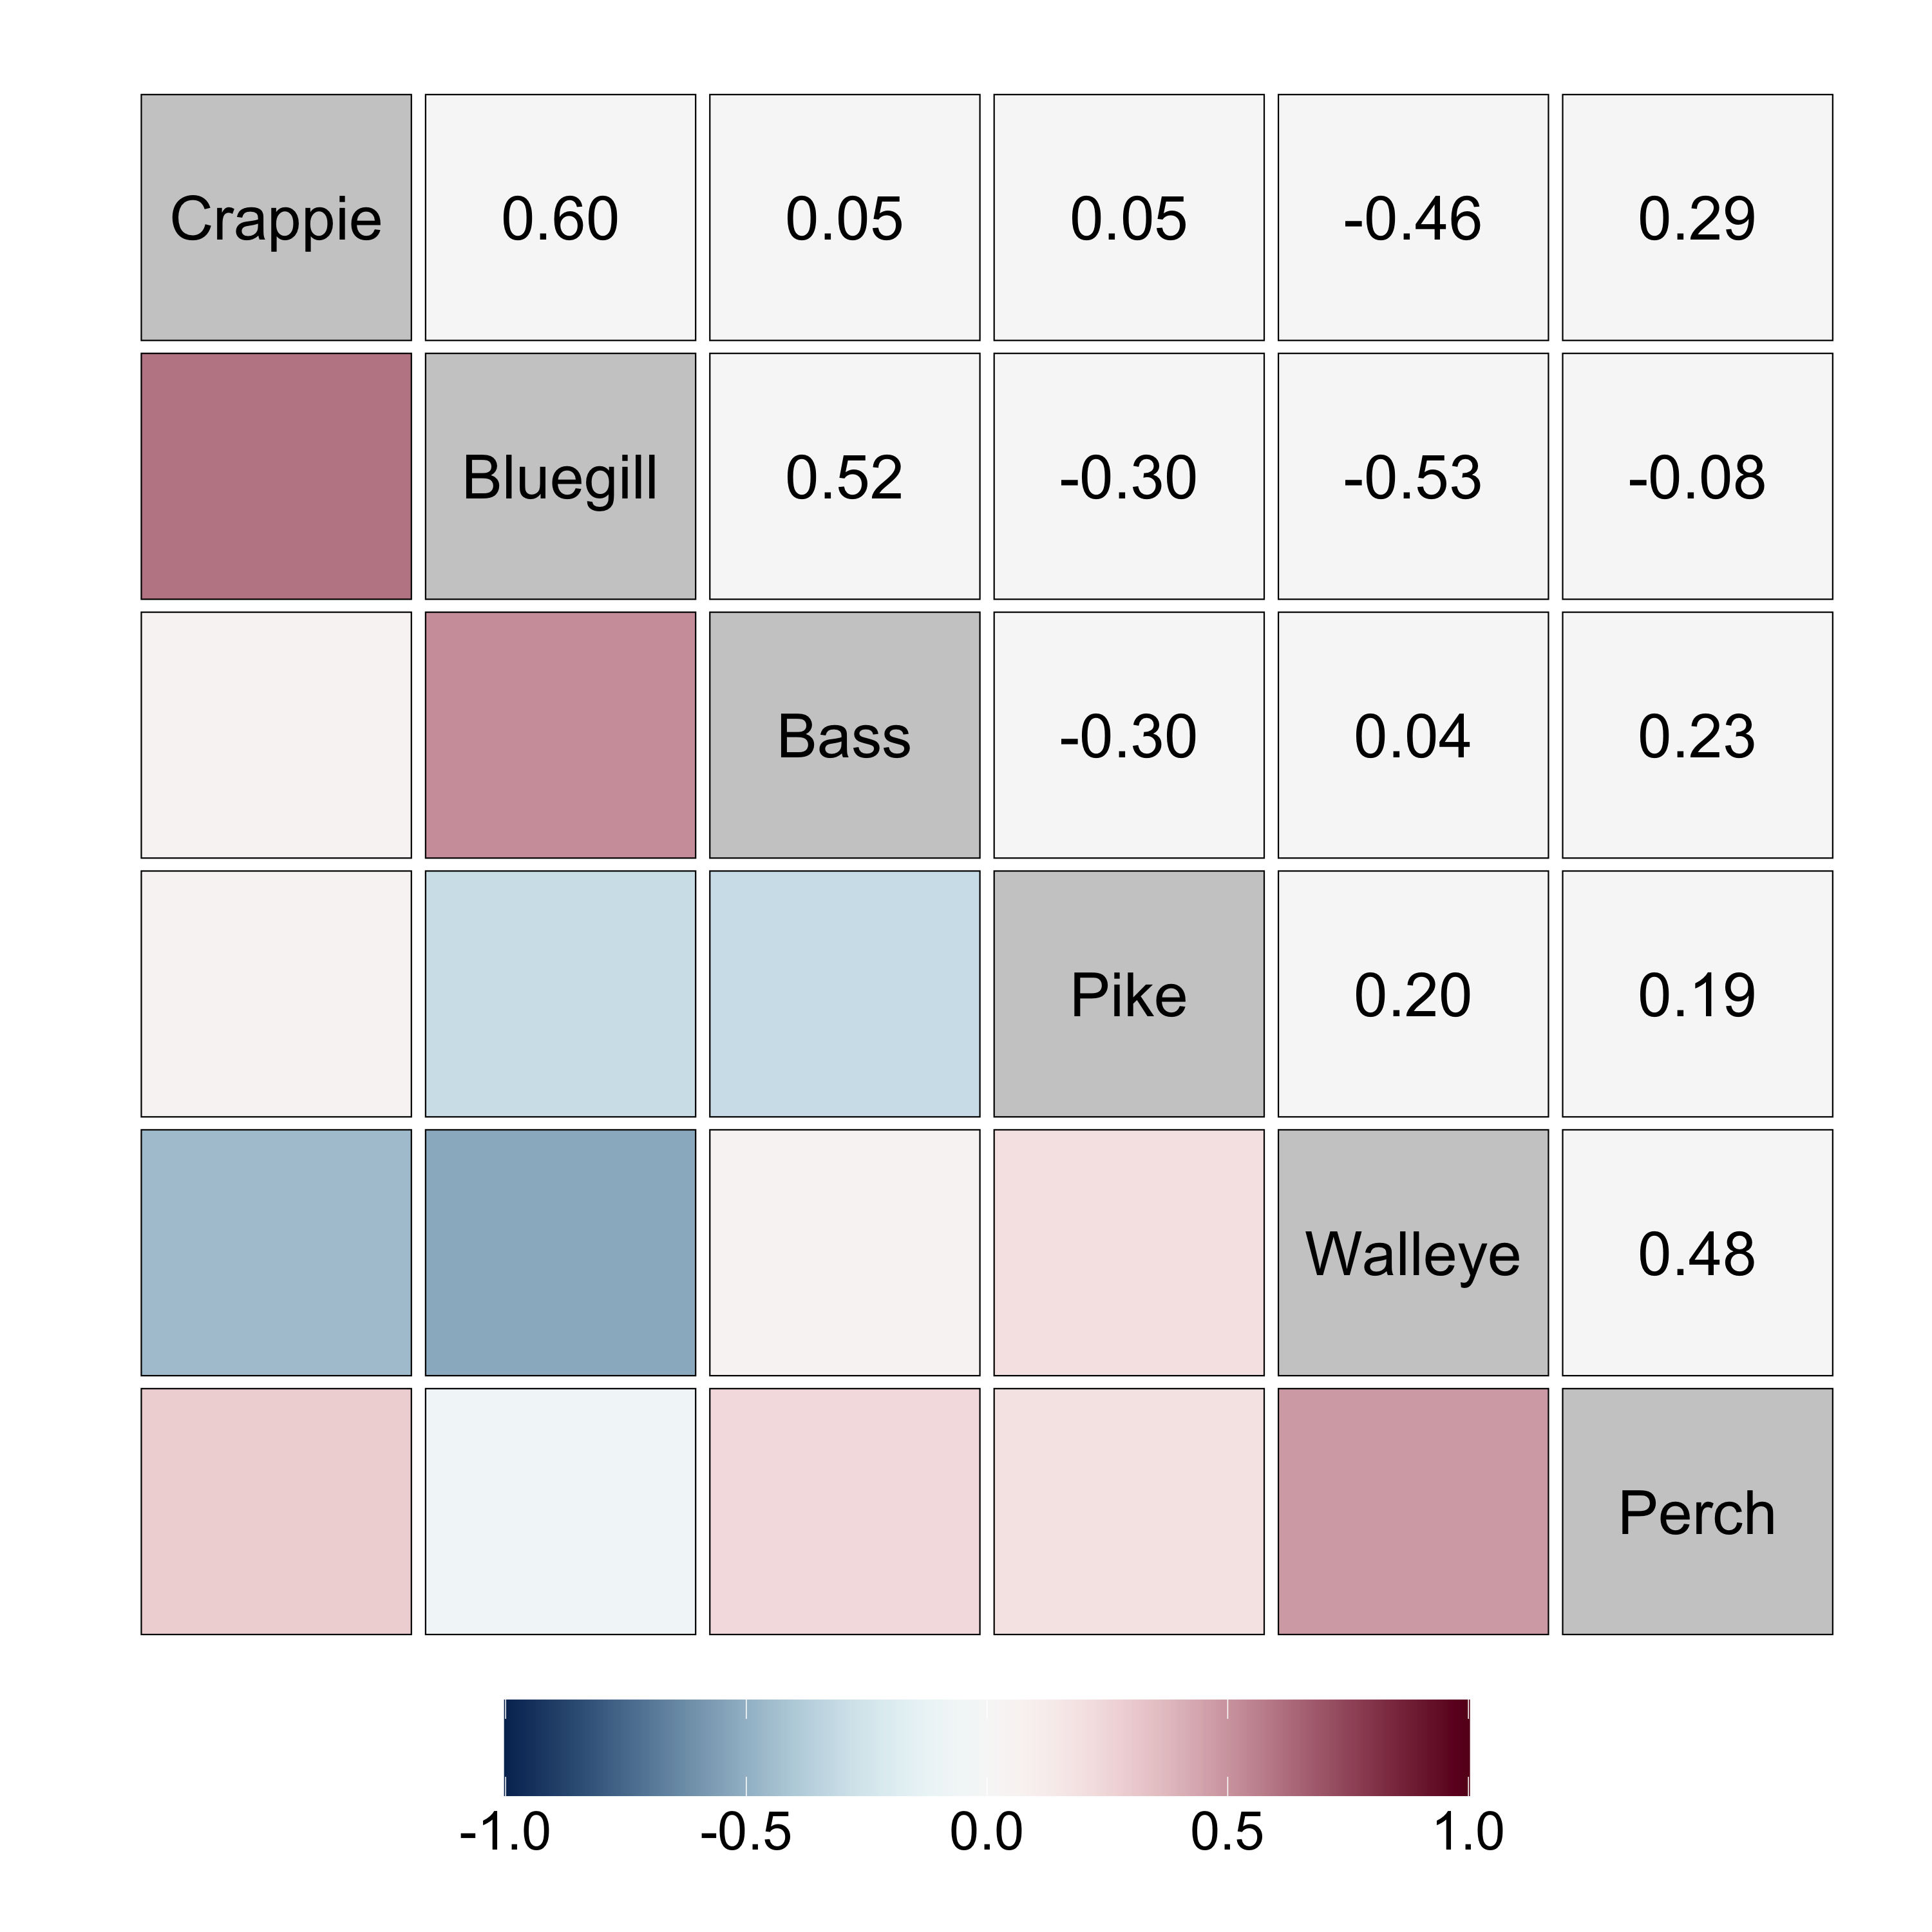 Crappie 0.60 0.05 0.05 -0.46 0.29
Bluegill 0.52 -0.30 -0.53 -0.08
Bass -0.30 0.04 0.23
Pike 0.20 0.19
Walleye 0.48
Perch
-1.0 -0.5 0.0 0.5 1.0